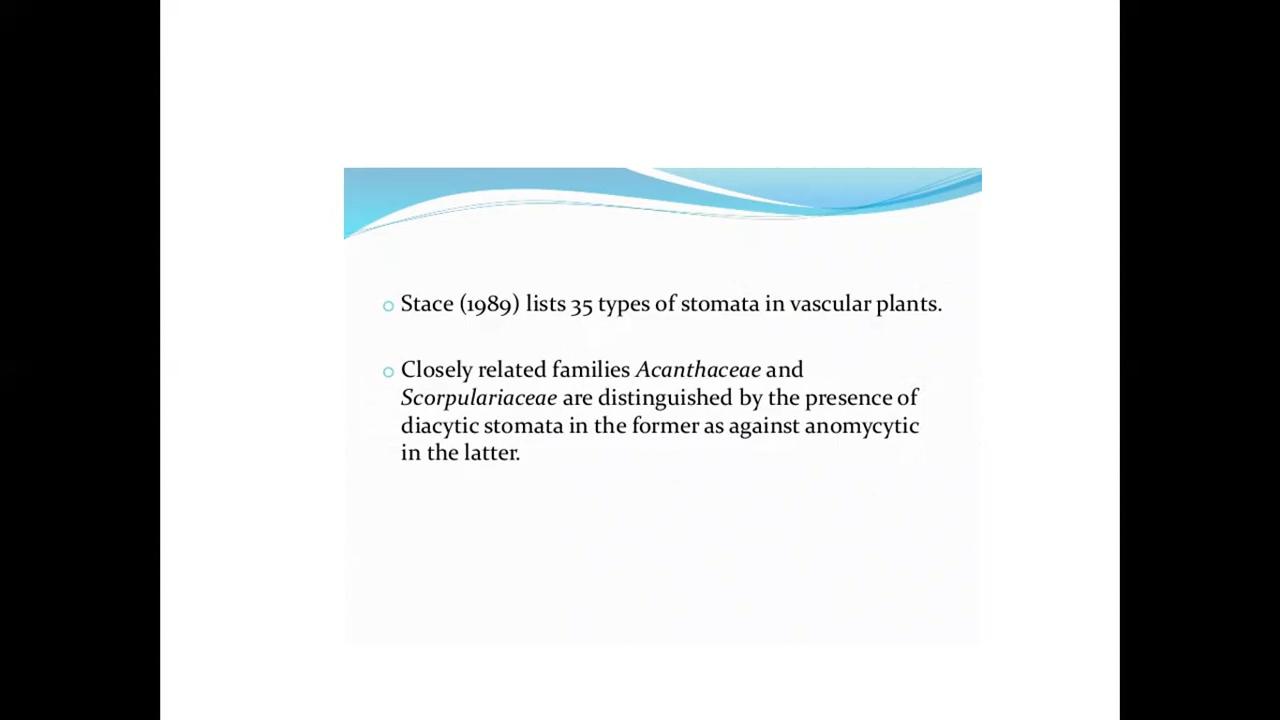 Stace (1989) lists 35 types of stomata in vascular plants.
Closely related families Acanthaceae and
Scorpulariaceae are distinguished by the presence of
diacytic stomata in the former as against anomycytic
in the latter.